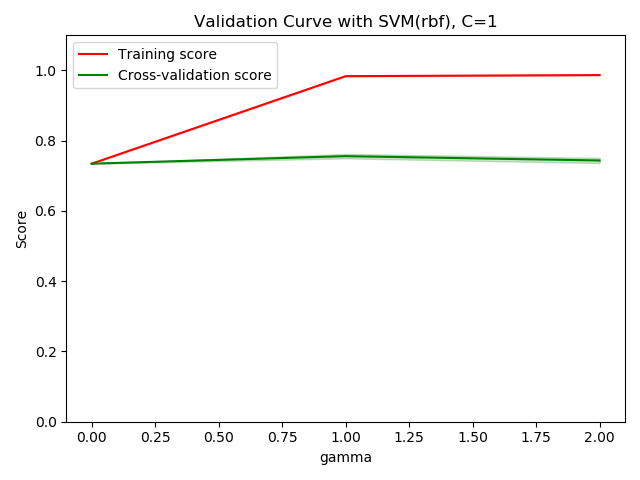 Validation Curve with SVM(rbf), C=1
Training score
Cross-validation score
1.0
0.8
0.6
0.4
0.2
0.0
Score
0.00 0.25 0.50 0.75 1.00 1.25 1.50 1.75 2.00
gamma